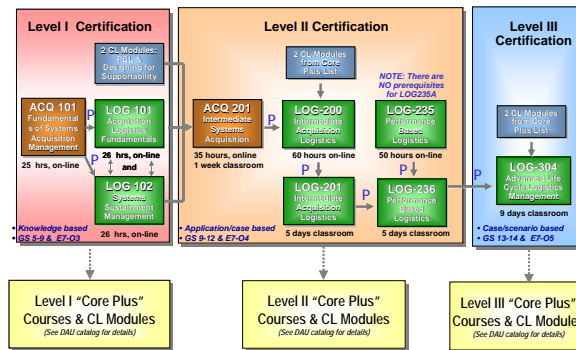 Level I Certification
2 CL Modules:
PBL &
Designing for
Supportability
ACQ 101
Fundamental
s of Systems
Acquisition
Management
25 hrs, on-line
P
P
LOG 101
Acquisition
Logistics
Fundamentals
26 hrs, on-line
and
LOG 102
Systems
Sustainment
Management
26 hrs, on-line
• Knowledge based
• GS 5-9 & E7-O3
Level II Certification
ACQ 201
Intermediate
Systems
Acquisition
35 hours, online
1 week classroom
P
2 CL Modules
from Core
Plus List
LOG-200
Intermediate
Acquisition Logistics
60 hours on-line
P
LOG-201
Intermediate
Acquisition
Logistics
5 days classroom
NOTE: There are
NO prerequisites
for LOG235A
LOG-235
Performance
Based Logistics
50 hours on-line
P
P
LOG-236
Performance
Based
Logistics
5 days classroom
• Application/case based
• GS 9-12 & E7-O4
Level III
Certification
2 CL Modules
from Core
Plus List
P
LOG-304
Advanced Life
Cycle Logistics
Management
9 days classroom
• Case/scenario based
• GS 13-14 & E7-O5
Level I “Core Plus”
Courses & CL Modules
(See DAU catalog for details)
Level II “Core Plus”
Courses & CL Modules
(See DAU catalog for details)
Level III “Core Plus”
Courses & CL Modules
(See DAU catalog for details)